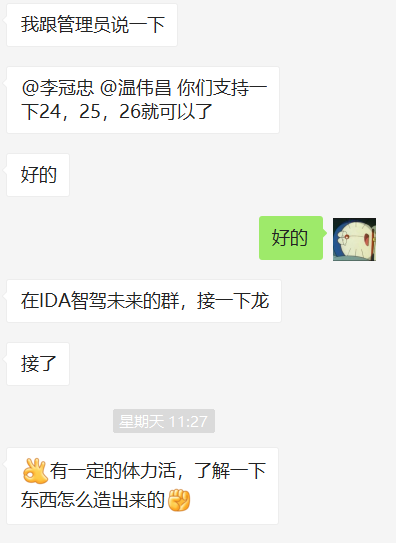 我跟管理员说一下
@李冠忠 @温伟昌 你们支持一
下24，25，26就可以了
好的
好的
在IDA智驾未来的群，接一下龙
接了
星期天 11:27
👌有一定的体力活，了解一下
东西怎么造出来的✊